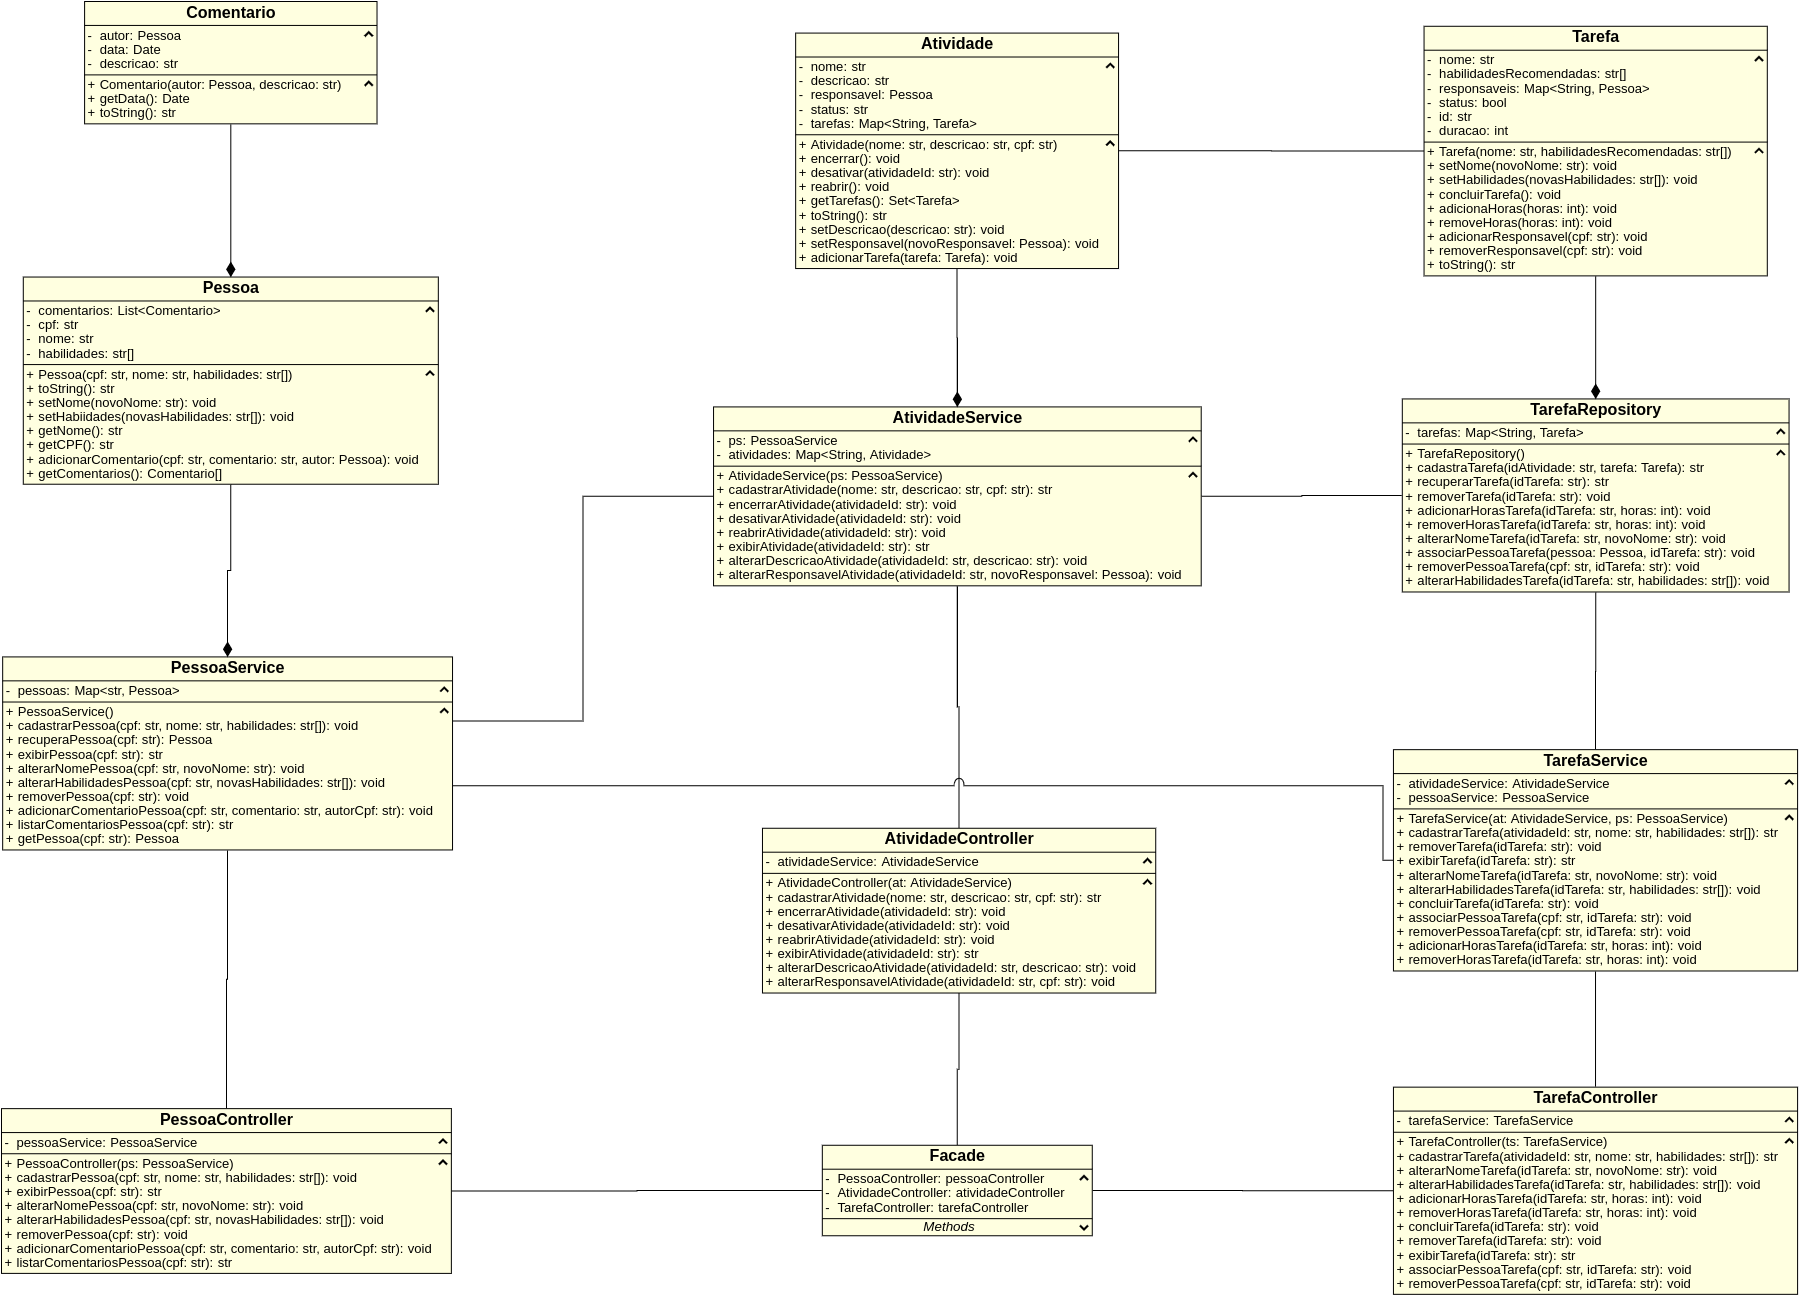 Comentario
- autor: Pessoa
- data: Date
- descricao: str
+ Comentario(autor: Pessoa, descricao: str)
+ getData(): Date
+ toString(): str
Atividade
- nome: str
- descricao: str
- responsavel: Pessoa
- status: str
- tarefas: Map<String, Tarefa>
+ Atividade(nome: str, descricao: str, cpf: str)
+ encerrar(): void
+ desativar(atividadeId: str): void
+ reabrir(): void
+ getTarefas(): Set<Tarefa>
+ toString(): str
+ setDescricao(descricao: str): void
+ setResponsavel(novoResponsavel: Pessoa): void
+ adicionarTarefa(tarefa: Tarefa): void
Tarefa
- nome: str
- habilidadesRecomendadas: str[]
- responsaveis: Map<String, Pessoa>
- status: bool
- id: str
- duracao: int
+ Tarefa(nome: str, habilidadesRecomendadas: str[])
+ setNome(novoNome: str): void
+ setHabilidades(novasHabilidades: str[]): void
+ concluirTarefa(): void
+ adicionaHoras(horas: int): void
+ removeHoras(horas: int): void
+ adicionarResponsavel(cpf: str): void
+ removerResponsavel(cpf: str): void
+ toString(): str
Pessoa
- comentarios: List<Comentario>
- cpf: str
- nome: str
- habilidades: str[]
+ Pessoa(cpf: str, nome: str, habilidades: str[])
+ toString(): str
+ setNome(novoNome: str): void
+ setHabiidades(novasHabilidades: str[]): void
+ getNome(): str
+ getCPF(): str
+ adicionarComentario(cpf: str, comentario: str, autor: Pessoa): void
+ getComentarios(): Comentario[]
AtividadeService
- ps: PessoaService
- atividades: Map<String, Atividade>
+ AtividadeService(ps: PessoaService)
+ cadastrarAtividade(nome: str, descricao: str, cpf: str): str
+ encerrarAtividade(atividadeId: str): void
+ desativarAtividade(atividadeId: str): void
+ reabrirAtividade(atividadeId: str): void
+ exibirAtividade(atividadeId: str): str
+ alterarDescricaoAtividade(atividadeId: str, descricao: str): void
+ alterarResponsavelAtividade(atividadeId: str, novoResponsavel: Pessoa): void
TarefaRepository
- tarefas: Map<String, Tarefa>
+ TarefaRepository()
+ cadastraTarefa(idAtividade: str, tarefa: Tarefa): str
+ recuperarTarefa(idTarefa: str): str
+ removerTarefa(idTarefa: str): void
+ adicionarHorasTarefa(idTarefa: str, horas: int): void
+ removerHorasTarefa(idTarefa: str, horas: int): void
+ alterarNomeTarefa(idTarefa: str, novoNome: str): void
+ associarPessoaTarefa(pessoa: Pessoa, idTarefa: str): void
+ removerPessoaTarefa(cpf: str, idTarefa: str): void
+ alterarHabilidadesTarefa(idTarefa: str, habilidades: str[]): void
PessoaService
- pessoas: Map<str, Pessoa>
+ PessoaService()
+ cadastrarPessoa(cpf: str, nome: str, habilidades: str[]): void
+ recuperaPessoa(cpf: str): Pessoa
+ exibirPessoa(cpf: str): str
+ alterarNomePessoa(cpf: str, novoNome: str): void
+ alterarHabilidadesPessoa(cpf: str, novasHabilidades: str[]): void
+ removerPessoa(cpf: str): void
+ adicionarComentarioPessoa(cpf: str, comentario: str, autorCpf: str): void
+ listarComentariosPessoa(cpf: str): str
+ getPessoa(cpf: str): Pessoa
TarefaService
- atividadeService: AtividadeService
- pessoaService: PessoaService
+ TarefaService(at: AtividadeService, ps: PessoaService)
+ cadastrarTarefa(atividadeId: str, nome: str, habilidades: str[]): str
+ removerTarefa(idTarefa: str): void
+ exibirTarefa(idTarefa: str): str
+ alterarNomeTarefa(idTarefa: str, novoNome: str): void
+ alterarHabilidadesTarefa(idTarefa: str, habilidades: str[]): void
+ concluirTarefa(idTarefa: str): void
+ associarPessoaTarefa(cpf: str, idTarefa: str): void
+ removerPessoaTarefa(cpf: str, idTarefa: str): void
+ adicionarHorasTarefa(idTarefa: str, horas: int): void
+ removerHorasTarefa(idTarefa: str, horas: int): void
AtividadeController
- atividadeService: AtividadeService
+ AtividadeController(at: AtividadeService)
+ cadastrarAtividade(nome: str, descricao: str, cpf: str): str
+ encerrarAtividade(atividadeId: str): void
+ desativarAtividade(atividadeId: str): void
+ reabrirAtividade(atividadeId: str): void
+ exibirAtividade(atividadeId: str): str
+ alterarDescricaoAtividade(atividadeId: str, descricao: str): void
+ alterarResponsavelAtividade(atividadeId: str, cpf: str): void
PessoaController
- pessoaService: PessoaService
+ PessoaController(ps: PessoaService)
+ cadastrarPessoa(cpf: str, nome: str, habilidades: str[]): void
+ exibirPessoa(cpf: str): str
+ alterarNomePessoa(cpf: str, novoNome: str): void
+ alterarHabilidadesPessoa(cpf: str, novasHabilidades: str[]): void
+ removerPessoa(cpf: str): void
+ adicionarComentarioPessoa(cpf: str, comentario: str, autorCpf: str): void
+ listarComentariosPessoa(cpf: str): str
Facade
- PessoaController: pessoaController
- AtividadeController: atividadeController
- TarefaController: tarefaController
Methods
TarefaController
- tarefaService: TarefaService
+ TarefaController(ts: TarefaService)
+ cadastrarTarefa(atividadeId: str, nome: str, habilidades: str[]): str
+ alterarNomeTarefa(idTarefa: str, novoNome: str): void
+ alterarHabilidadesTarefa(idTarefa: str, habilidades: str[]): void
+ adicionarHorasTarefa(idTarefa: str, horas: int): void
+ removerHorasTarefa(idTarefa: str, horas: int): void
+ concluirTarefa(idTarefa: str): void
+ removerTarefa(idTarefa: str): void
+ exibirTarefa(idTarefa: str): str
+ associarPessoaTarefa(cpf: str, idTarefa: str): void
+ removerPessoaTarefa(cpf: str, idTarefa: str): void